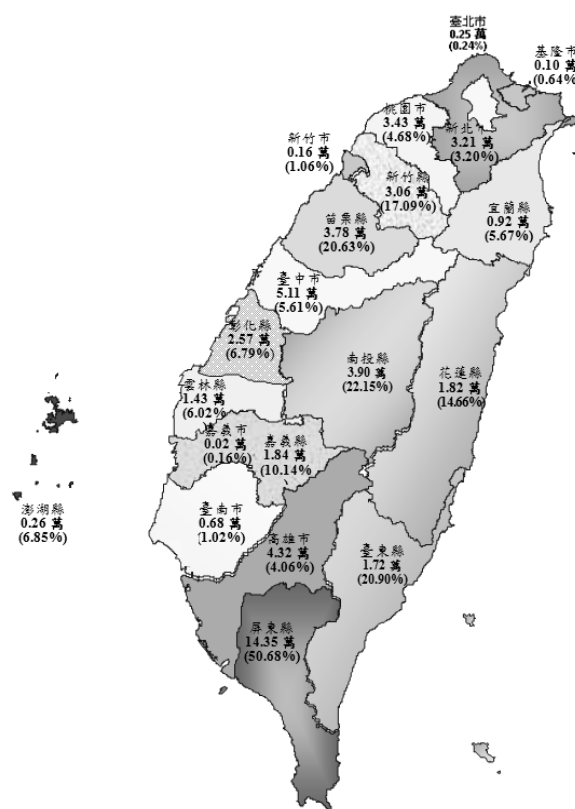 臺北市
0.25 萬
(0.24%)
基隆市
0.10 萬
(0.64%)
桃園市
3.43 萬
(4.68%)
新北市
3.21 萬
(3.20%)
新竹市
0.16 萬
(1.06%)
新竹縣
3.06 萬
(17.09%)
宜蘭縣
0.92 萬
(5.67%)
苗栗縣
3.78 萬
(20.63%)
臺中市
5.11 萬
(5.61%)
彰化縣
2.57 萬
(6.79%)
南投縣
3.90 萬
(22.15%)
花蓮縣
1.82 萬
(14.66%)
雲林縣
1.43 萬
(6.02%)
嘉義市
0.02 萬
(0.16%)
嘉義縣
1.84 萬
(10.14%)
澎湖縣
0.26 萬
(6.85%)
臺南市
0.68 萬
(1.02%)
高雄市
4.32 萬
(4.06%)
臺東縣
1.72 萬
(20.90%)
屏東縣
14.35 萬
(50.68%)